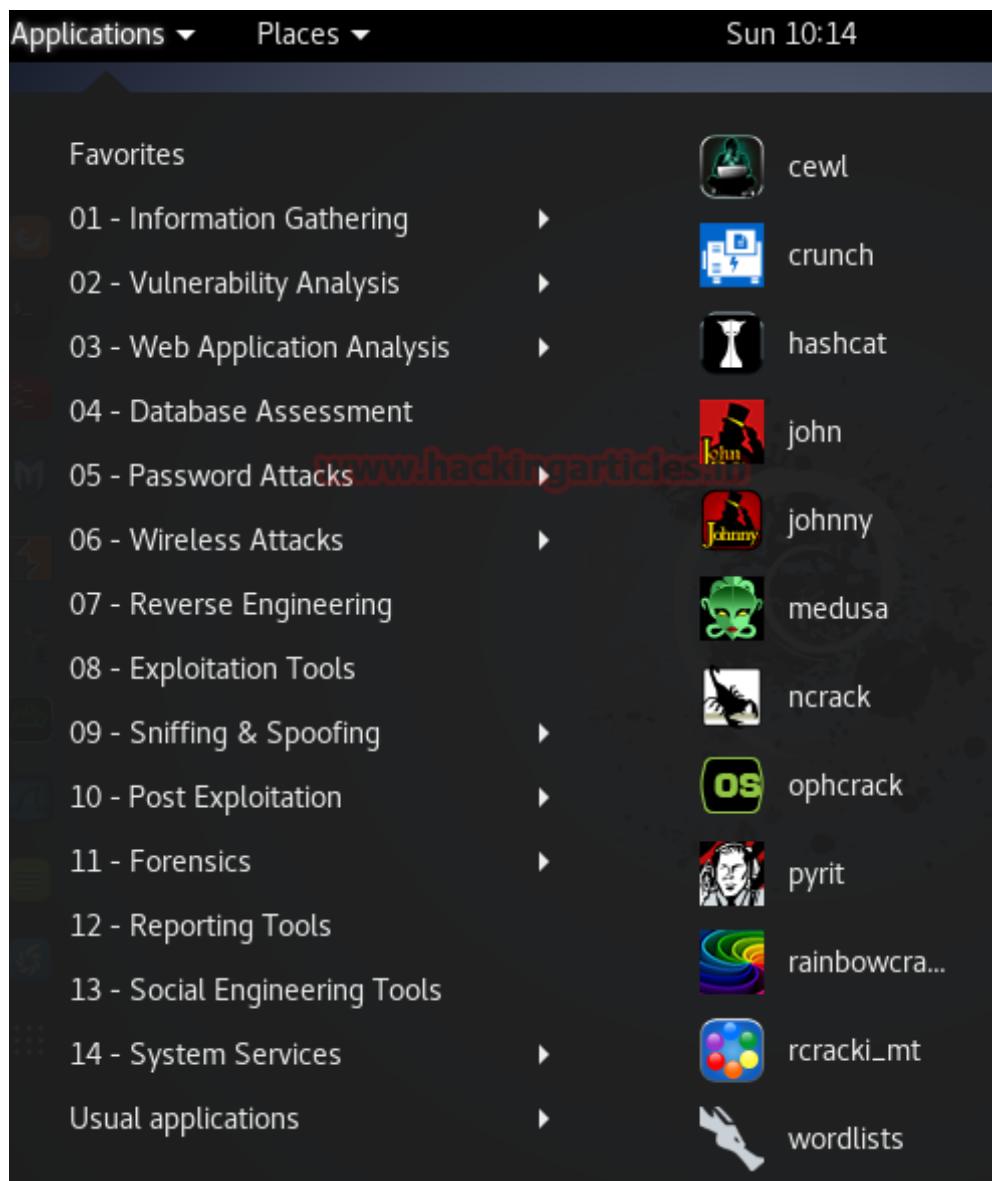 Applications Places Sun 10:14
Favorites
01 - Information Gathering
02 - Vulnerability Analysis
03 - Web Application Analysis
04 - Database Assessment
05 - Password Attacks
06 - Wireless Attacks
07 - Reverse Engineering
08 - Exploitation Tools
09 - Sniffing & Spoofing
10 - Post Exploitation
11 - Forensics
12 - Reporting Tools
13 - Social Engineering Tools
14 - System Services
Usual applications
cewl
crunch
hashcat
John
john
Johnny
johnny
medusa
ncrack
OS
ophcrack
pyrit
rainbowcra...
rcracki_mt
wordlists
www.hackingarticles.in